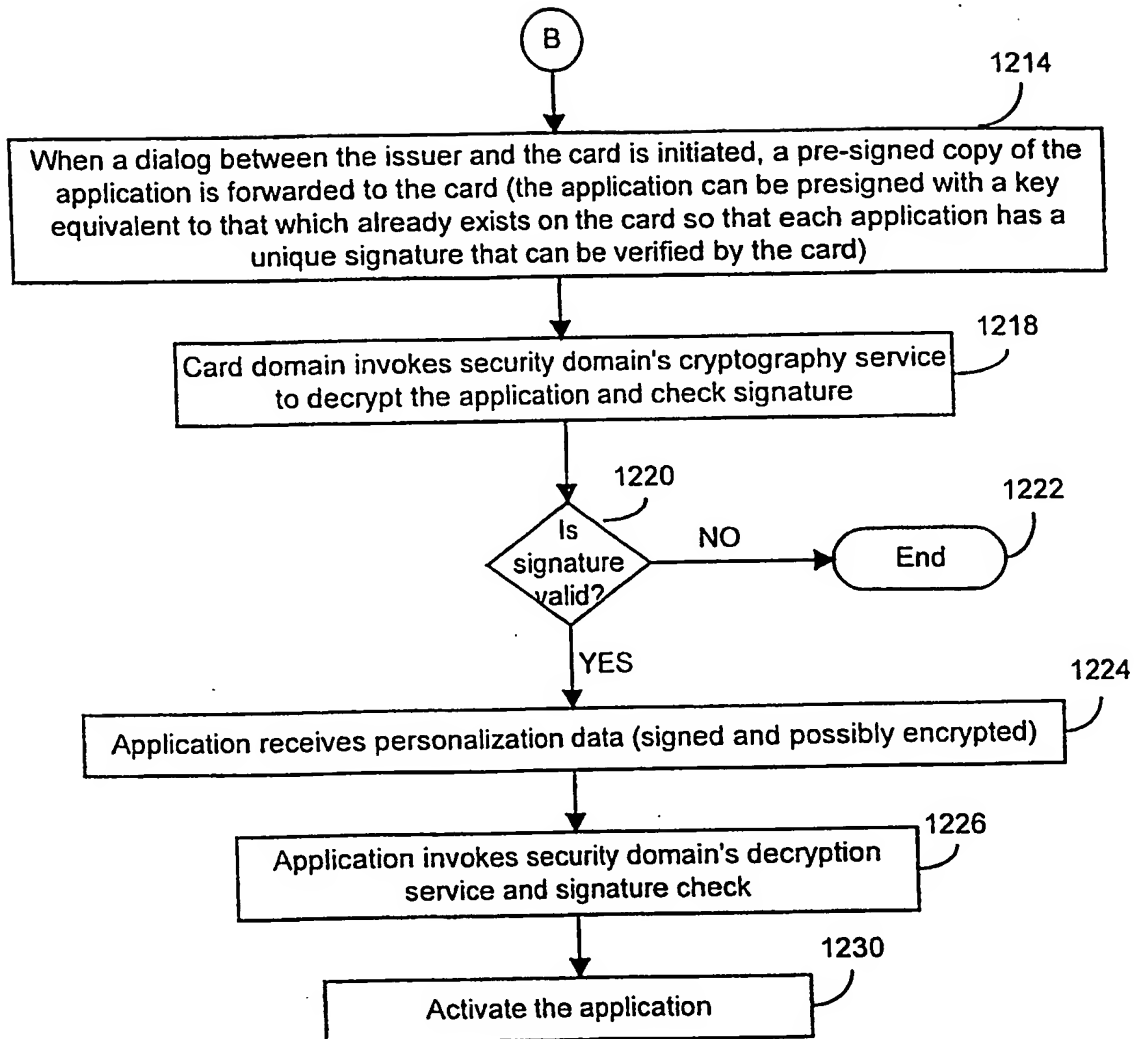 B
1214
When a dialog between the issuer and the card is initiated, a pre-signed copy of the
application is forwarded to the card (the application can be presigned with a key
equivalent to that which already exists on the card so that each application has a
unique signature that can be verified by the card)
1218
Card domain invokes security domain's cryptography service
to decrypt the application and check signature
1220
Is
signature
valid?
NO
1222
End
YES
1224
Application receives personalization data (signed and possibly encrypted)
1226
Application invokes security domain's decryption
service and signature check
1230
Activate the application